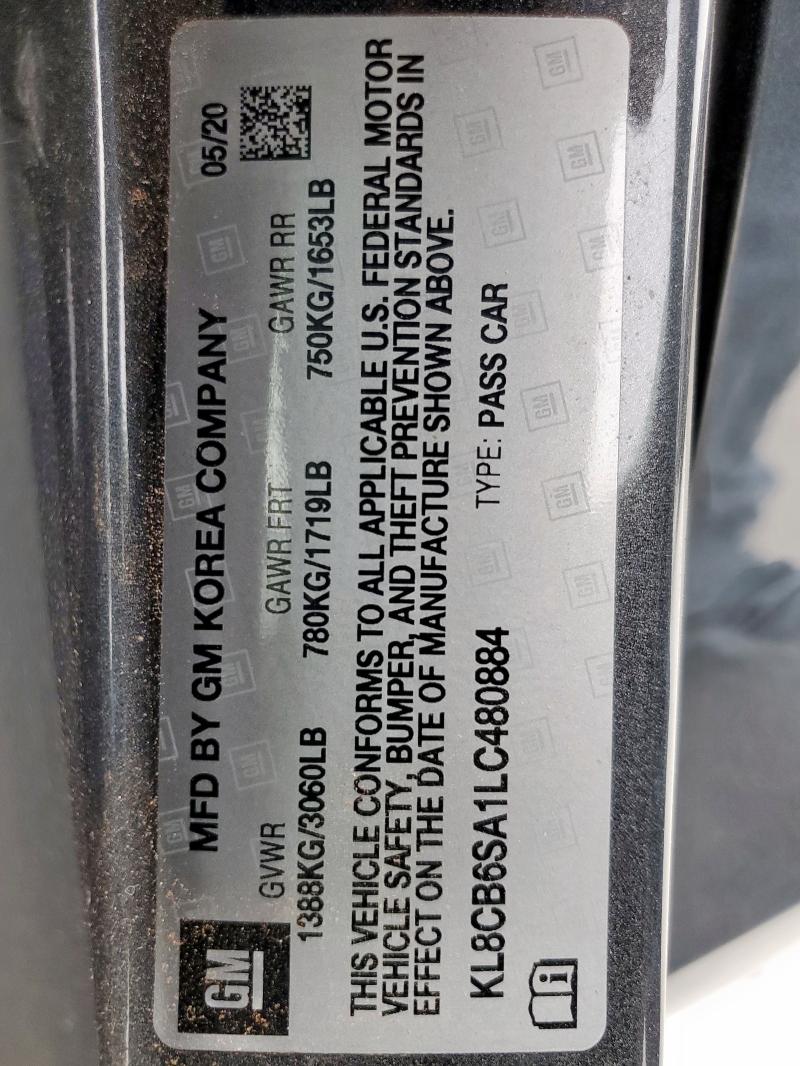 GM
MFD BY GM KOREA COMPANY 05/20
GVWR GAWR FRT GAWR RR
1388KG/3060LB 780KG/1719LB 750KG/1653LB
THIS VEHICLE CONFORMS TO ALL APPLICABLE U.S. FEDERAL MOTOR
VEHICLE SAFETY, BUMPER, AND THEFT PREVENTION STANDARDS IN
EFFECT ON THE DATE OF MANUFACTURE SHOWN ABOVE.
KL8CB6SA1LC480884 TYPE: PASS CAR